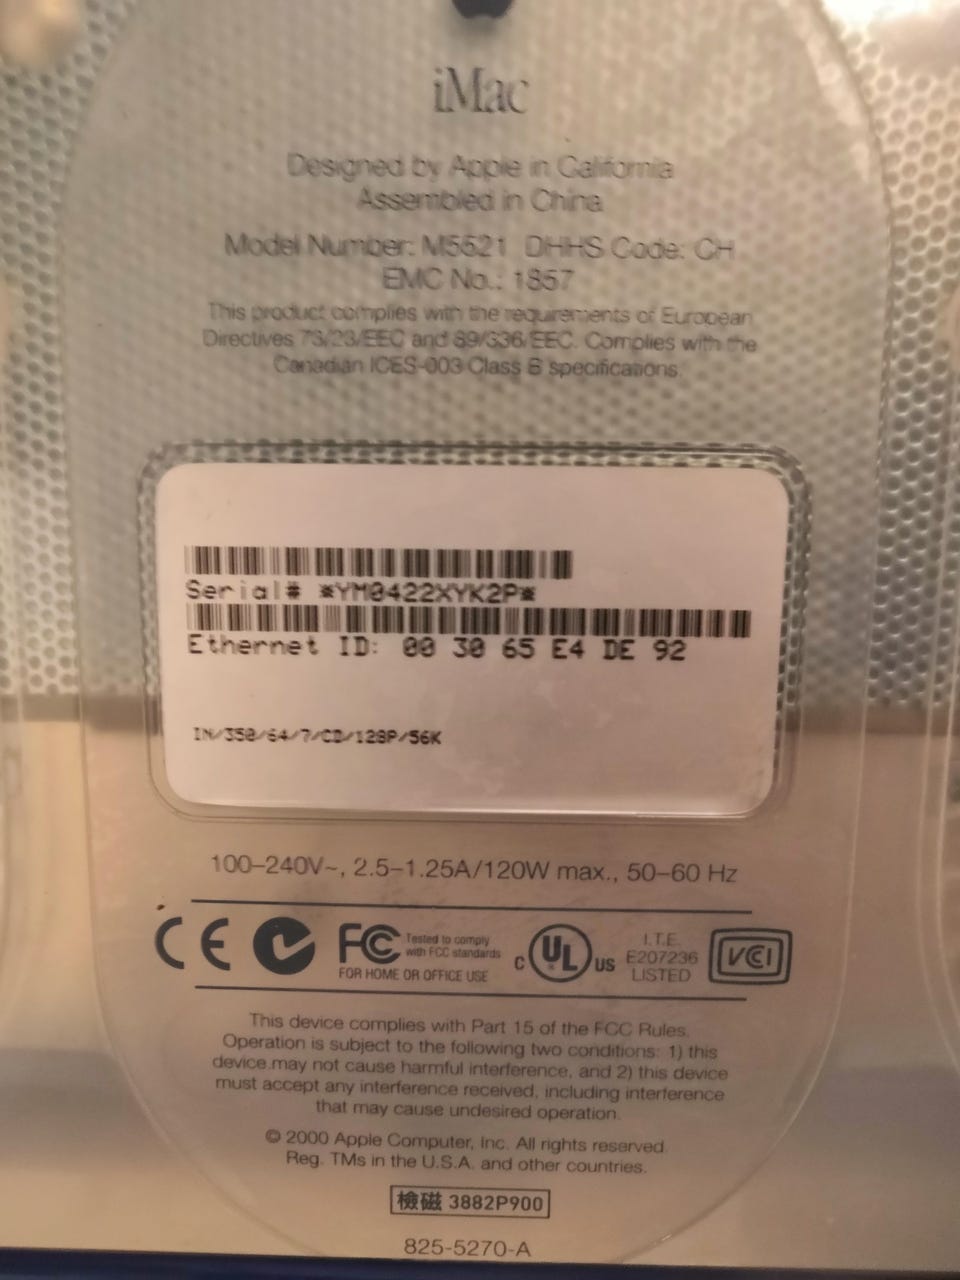 iMac
Designed by Apple in California
Assembled in China
Model Number: M5521 DHHS Code: CH
EMC No.: 1857
This product complies with the requirements of European
Directives 73/23/EEC and 89/336/EEC. Complies with the
Canadian ICES-003 Class B specifications.
Serial# *YM0422XYK2P*
Ethernet ID: 00 30 65 E4 DE 92
IN/350/64/7/CD/128P/56K
100–240V~, 2.5–1.25A/120W max., 50–60 Hz
CE FC Tested to comply
with FCC standards
FOR HOME OR OFFICE USE
C UL US
I.T.E.
E207236
LISTED
VCCI
This device complies with Part 15 of the FCC Rules.
Operation is subject to the following two conditions: 1) this
device may not cause harmful interference, and 2) this device
must accept any interference received, including interference
that may cause undesired operation.
© 2000 Apple Computer, Inc. All rights reserved.
Reg. TMs in the U.S.A. and other countries.
檢磁 3882P900
825-5270-A